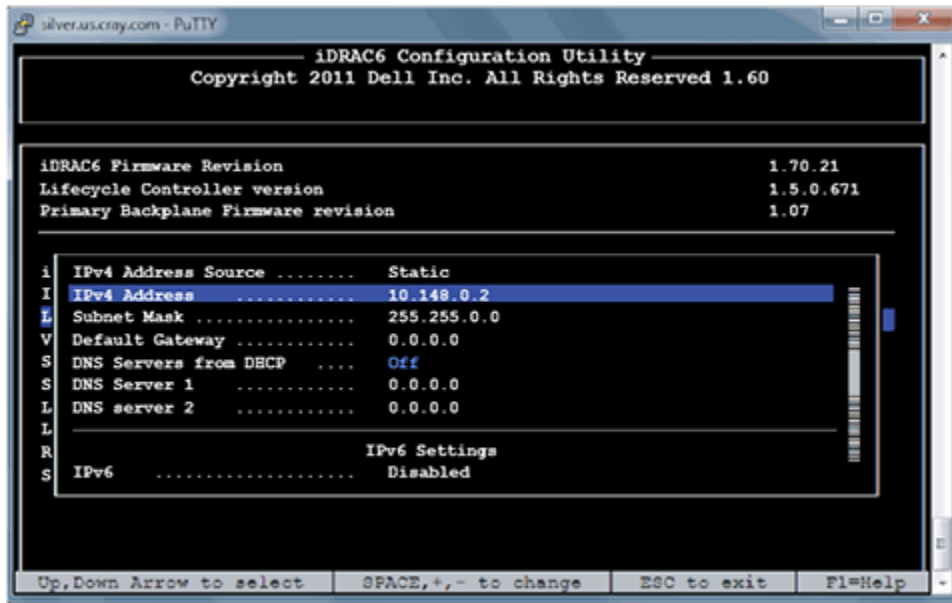 silver.us.cray.com - PuTTY
iDRAC6 Configuration Utility
Copyright 2011 Dell Inc. All Rights Reserved 1.60
iDRAC6 Firmware Revision 1.70.21
Lifecycle Controller version 1.5.0.671
Primary Backplane Firmware revision 1.07
i IPv4 Address Source ........ Static
I IPv4 Address ............ 10.148.0.2
L Subnet Mask ................ 255.255.0.0
V Default Gateway ............ 0.0.0.0
S DNS Servers from DHCP .... Off
S DNS Server 1 ............ 0.0.0.0
L DNS server 2 ............ 0.0.0.0
L
R IPv6 Settings
S IPv6 .................... Disabled
Up,Down Arrow to select SPACE,+,- to change ESC to exit F1=Help